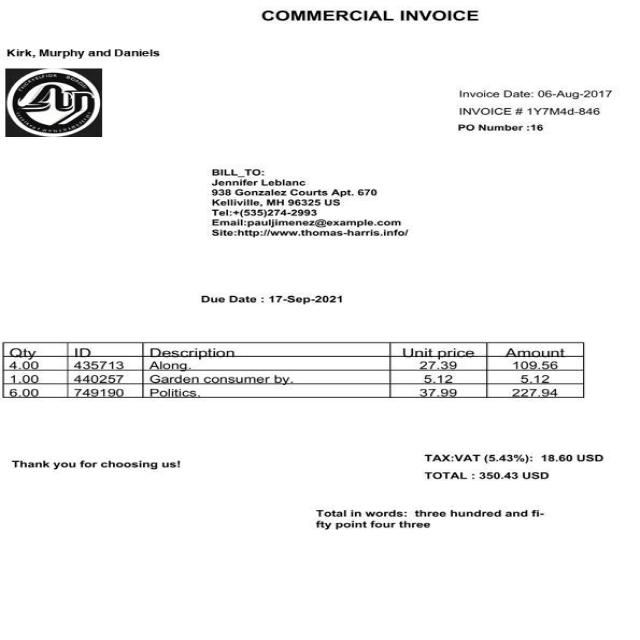 COMMERCIAL INVOICE
Kirk, Murphy and Daniels
Invoice Date: 06-Aug-2017
INVOICE # 1Y7M4d-846
PO Number :16
BILL_TO:
Jennifer Leblanc
938 Gonzalez Courts Apt. 670
Kelliville, MH 96325 US
Tel:+(535)274-2993
Email:pauljimenez@example.com
Site:http://www.thomas-harris.info/
Due Date : 17-Sep-2021
Qty ID Description Unit price Amount
4.00 435713 Along. 27.39 109.56
1.00 440257 Garden consumer by. 5.12 5.12
6.00 749190 Politics. 37.99 227.94
TAX:VAT (5.43%): 18.60 USD
Thank you for choosing us!
TOTAL : 350.43 USD
Total in words: three hundred and fi-
fty point four three